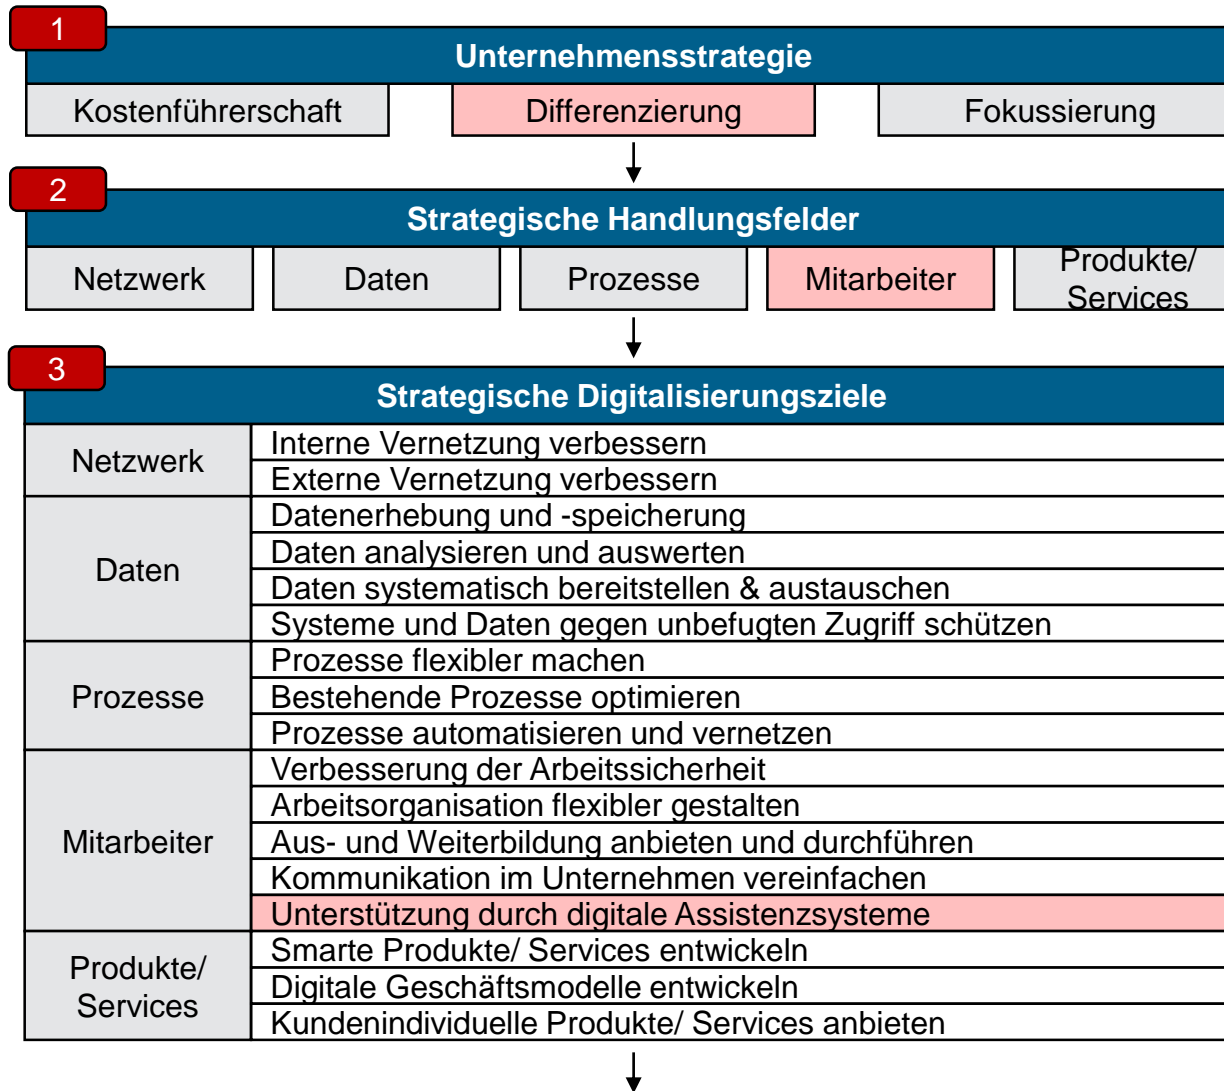 1
Unternehmensstrategie
Kostenführerschaft
Differenzierung
Fokussierung
2
Strategische Handlungsfelder
Netzwerk
Daten
Prozesse
Mitarbeiter
Produkte/
Services
3
Strategische Digitalisierungsziele
Netzwerk
Interne Vernetzung verbessern
Externe Vernetzung verbessern
Daten
Datenerhebung und -speicherung
Daten analysieren und auswerten
Daten systematisch bereitstellen & austauschen
Systeme und Daten gegen unbefugten Zugriff schützen
Prozesse
Prozesse flexibler machen
Bestehende Prozesse optimieren
Prozesse automatisieren und vernetzen
Mitarbeiter
Verbesserung der Arbeitssicherheit
Arbeitsorganisation flexibler gestalten
Aus- und Weiterbildung anbieten und durchführen
Kommunikation im Unternehmen vereinfachen
Unterstützung durch digitale Assistenzsysteme
Produkte/
Services
Smarte Produkte/ Services entwickeln
Digitale Geschäftsmodelle entwickeln
Kundenindividuelle Produkte/ Services anbieten